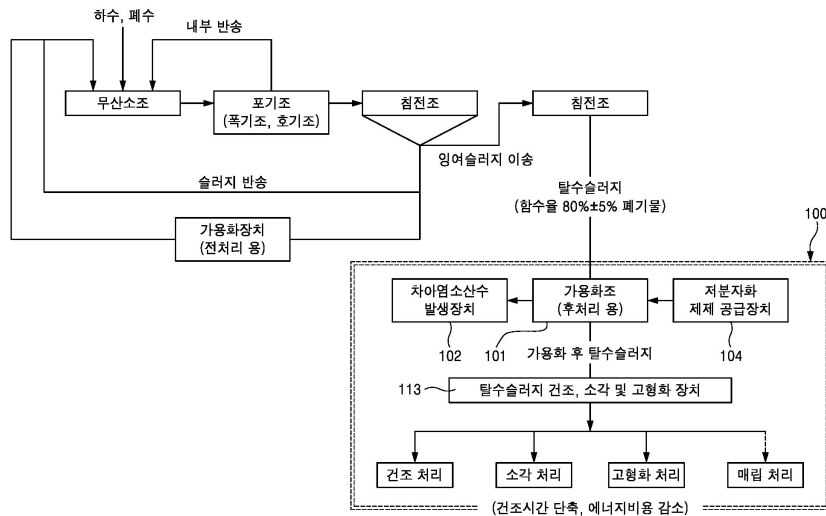 하수, 폐수
내부 반송
무산소조
포기조
(폭기조, 호기조)
침전조
침전조
잉여슬러지 이송
슬러지 반송
탈수슬러지
(함수율 80%±5% 폐기물)
가용화장치
(전처리 용)
100
차아염소산수
발생장치
가용화조
(후처리 용)
저분자화
제제 공급장치
102
101
104
가용화 후 탈수슬러지
113
탈수슬러지 건조, 소각 및 고형화 장치
건조 처리
소각 처리
고형화 처리
매립 처리
(건조시간 단축, 에너지비용 감소)